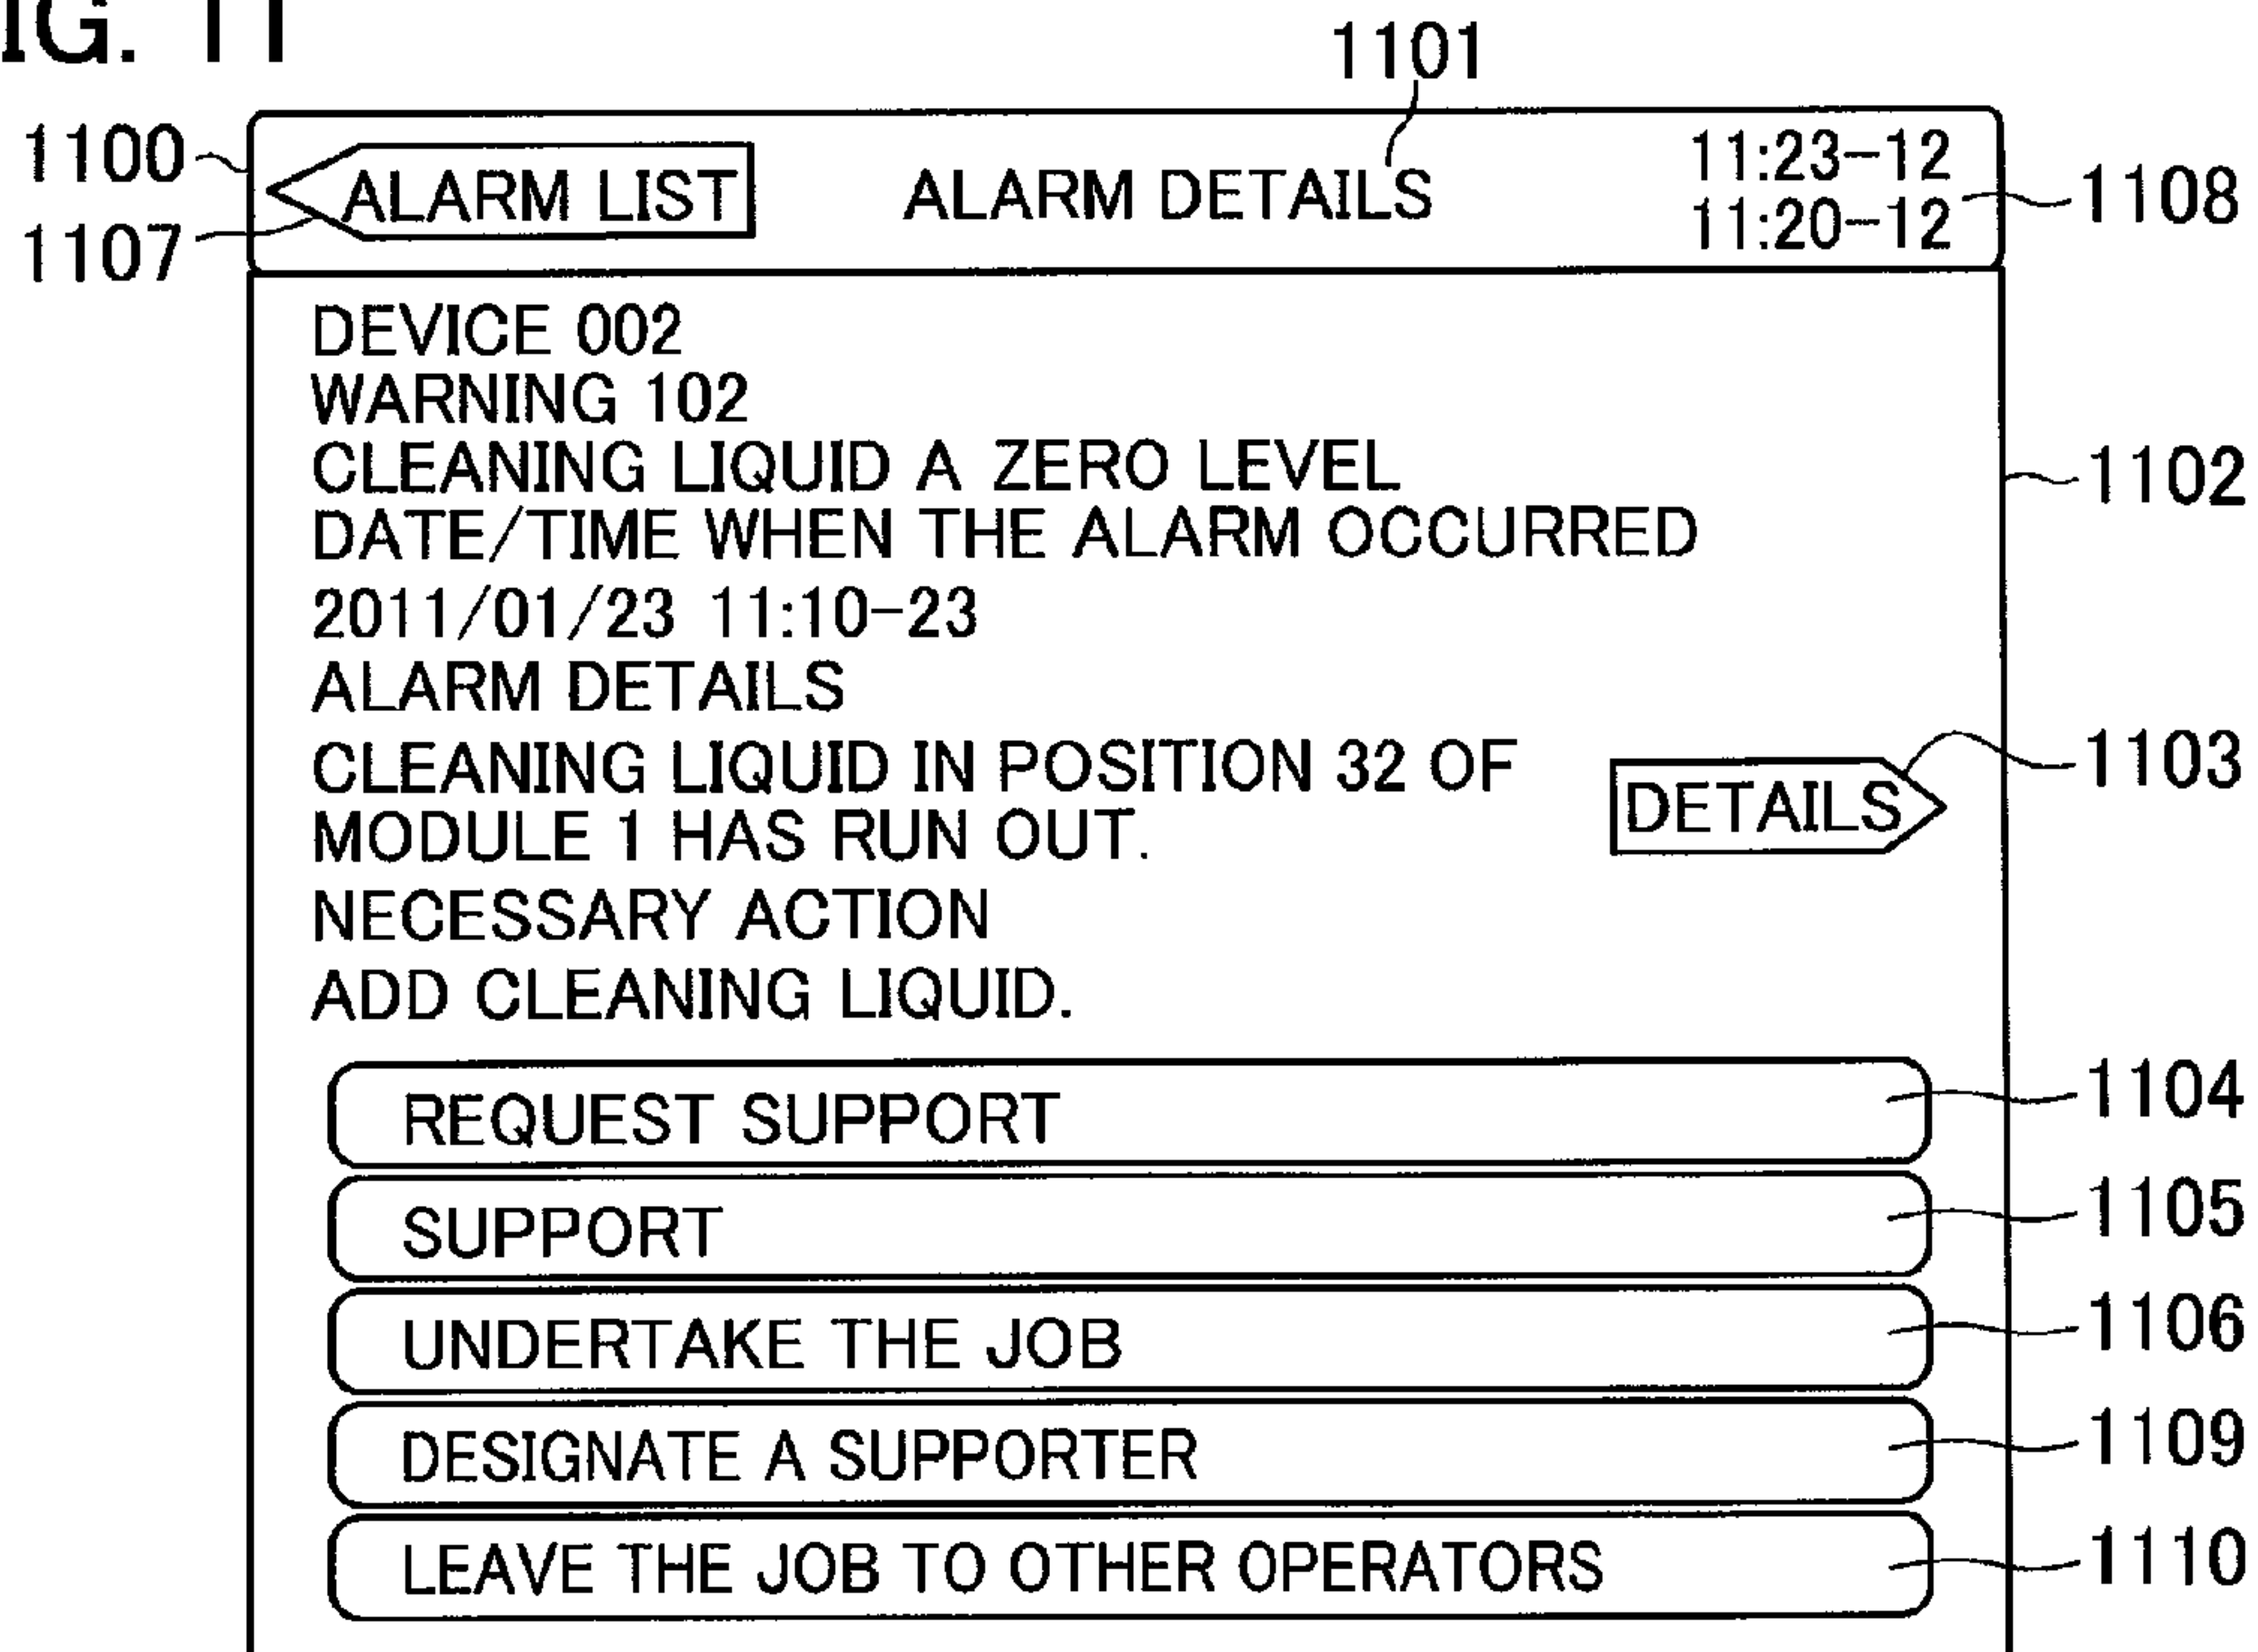 IG. 11
1101
1100
ALARM LIST
ALARM DETAILS
11:23-12
11:20-12
1108
1107
DEVICE 002
WARNING 102
CLEANING LIQUID A ZERO LEVEL
1102
DATE/TIME WHEN THE ALARM OCCURRED
2011/01/23 11:10-23
ALARM DETAILS
CLEANING LIQUID IN POSITION 32 OF
MODULE 1 HAS RUN OUT.
DETAILS
1103
NECESSARY ACTION
ADD CLEANING LIQUID.
REQUEST SUPPORT
1104
SUPPORT
1105
UNDERTAKE THE JOB
1106
DESIGNATE A SUPPORTER
1109
LEAVE THE JOB TO OTHER OPERATORS
1110